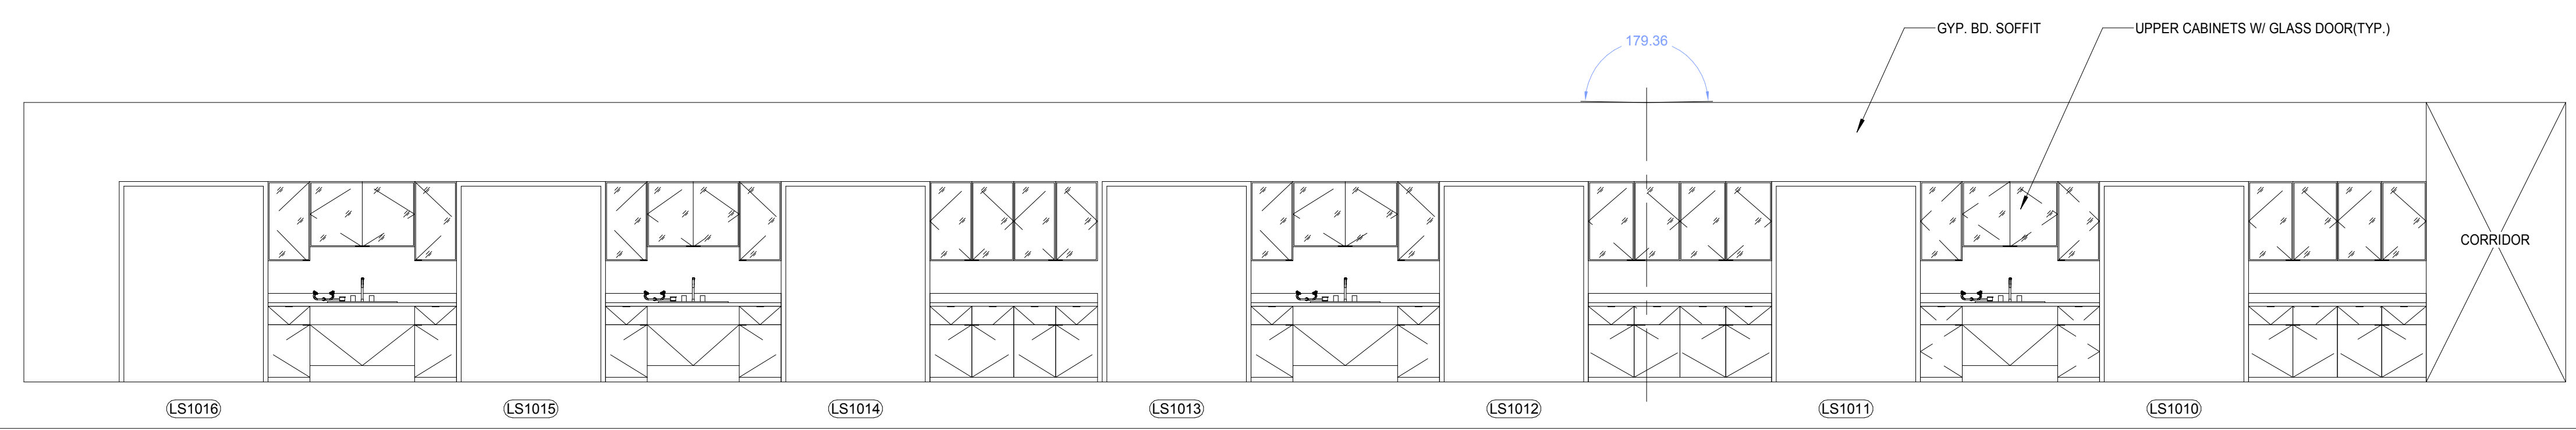 GYP. BD. SOFFIT
UPPER CABINETS W/ GLASS DOOR(TYP.)
179.36
CORRIDOR
LS1016
LS1015
LS1014
LS1013
LS1012
LS1011
LS1010